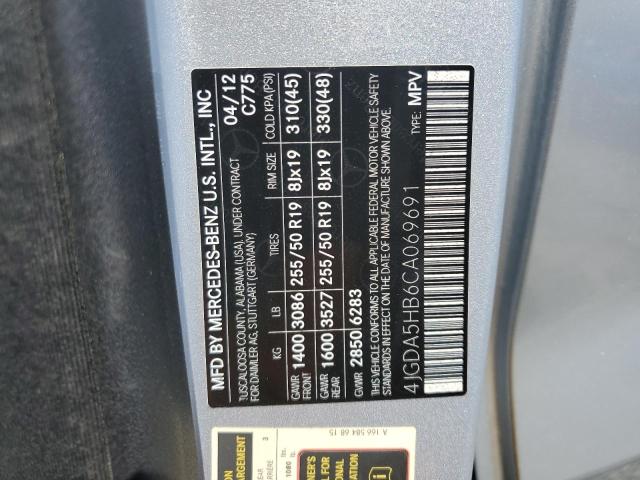 MFD BY MERCEDES-BENZ U.S. INTL., INC
TUSCALOOSA COUNTY, ALABAMA (USA), UNDER CONTRACT 04/12
FOR DAIMLER AG, STUTTGART (GERMANY) C775
KG LB TIRES RIM SIZE COLD KPA(PSI)
GAWR FRONT 1400 3086 255/50 R19 8Jx19 310(45)
GAWR REAR 1600 3527 255/50 R19 8Jx19 330(48)
GVWR 2850 6283
THIS VEHICLE CONFORMS TO ALL APPLICABLE FEDERAL MOTOR VEHICLE SAFETY
STANDARDS IN EFFECT ON THE DATE OF MANUFACTURE SHOWN ABOVE.
4JGDA5HB6CA069691 TYPE: MPV
A 166 584 68 15
3
1080